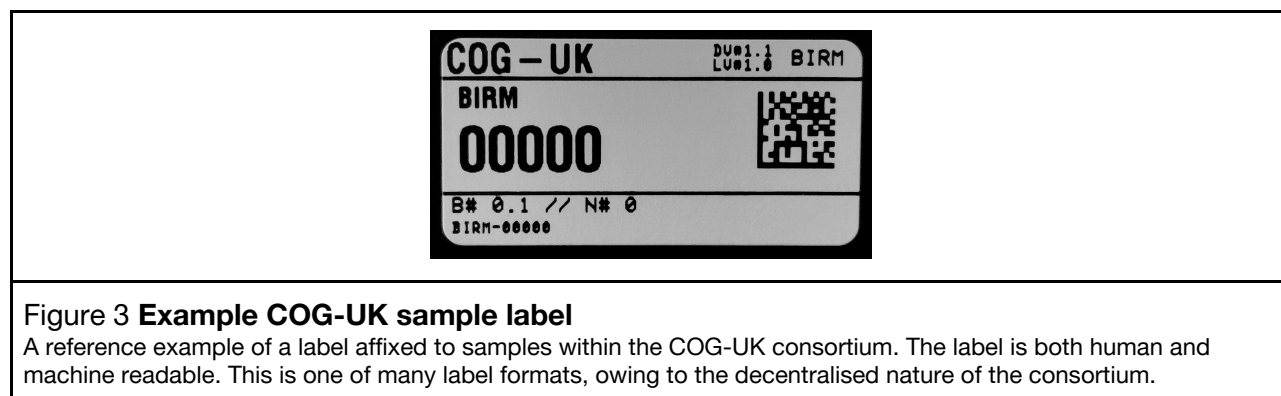 COG-UK DV#1.1 BIRM
LV#1.0
BIRM
00000
B# 0.1 // N# 0
BIRM-00000
Figure 3 Example COG-UK sample label
A reference example of a label affixed to samples within the COG-UK consortium. The label is both human and
machine readable. This is one of many label formats, owing to the decentralised nature of the consortium.